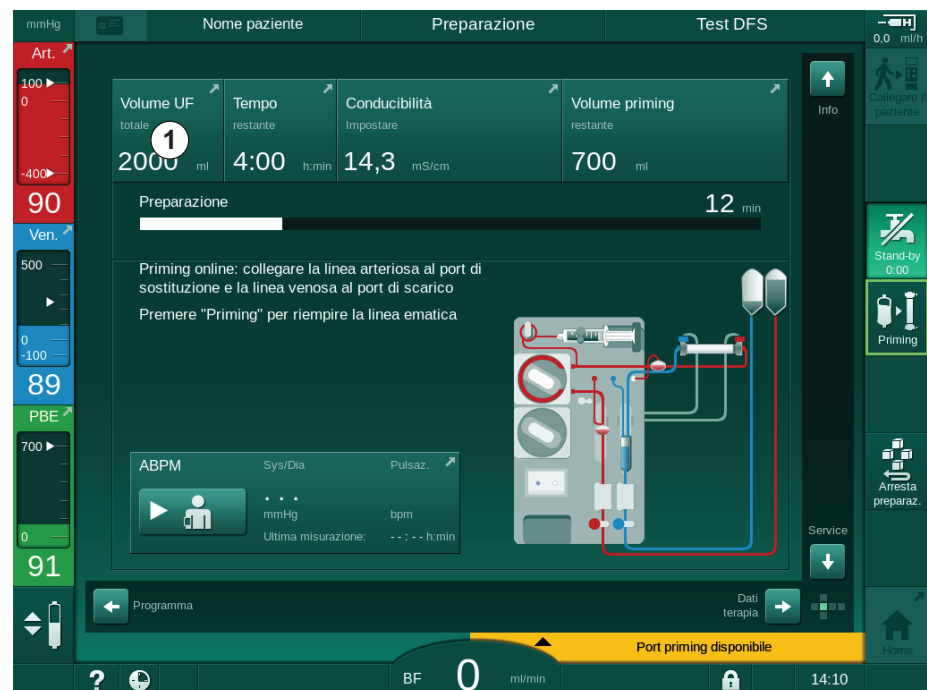 mmHg
Nome paziente
Preparazione
Test DFS
0,0 ml/h
Art.
100
0
-400
90
Ven.
500
0
-100
89
PBE
700
0
91
Volume UF
totale
2000 ml
1
Tempo
restante
4:00 h:min
Conducibilità
Impostare
14,3 mS/cm
Volume priming
restante
700 ml
Info
Collegare il
paziente
Preparazione
12 min
Priming online: collegare la linea arteriosa al port di
sostituzione e la linea venosa al port di scarico
Premere "Priming" per riempire la linea ematica
Stand-by
0:00
Priming
ABPM
Sys/Dia
Pulsaz.
. . .
mmHg
bpm
Ultima misurazione:
--:-- h:min
Arresta
preparaz.
Service
Programma
Dati
terapia
Home
Port priming disponibile
?
BF
0
ml/min
14:10